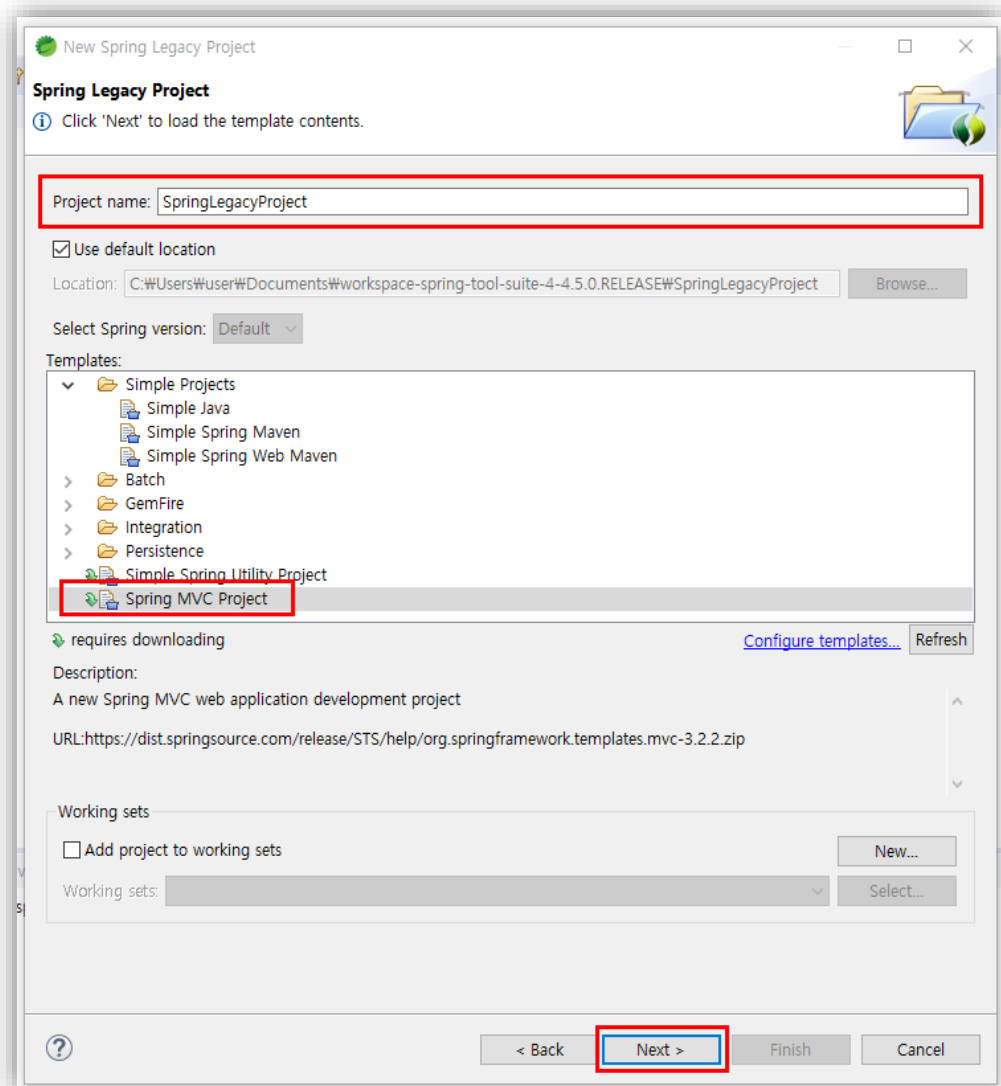 New Spring Legacy Project
Spring Legacy Project
Click 'Next' to load the template contents.
Project name: SpringLegacyProject
Use default location
Location: C:₩Users₩user₩Documents₩workspace-spring-tool-suite-4-4.5.0.RELEASE₩SpringLegacyProject Browse...
Select Spring version: Default
Templates:
Simple Projects
Simple Java
Simple Spring Maven
Simple Spring Web Maven
Batch
GemFire
Integration
Persistence
Simple Spring Utility Project
Spring MVC Project
requires downloading Configure templates... Refresh
Description:
A new Spring MVC web application development project
URL:https://dist.springsource.com/release/STS/help/org.springframework.templates.mvc-3.2.2.zip
Working sets
Add project to working sets New...
Working sets: Select...
? < Back Next > Finish Cancel